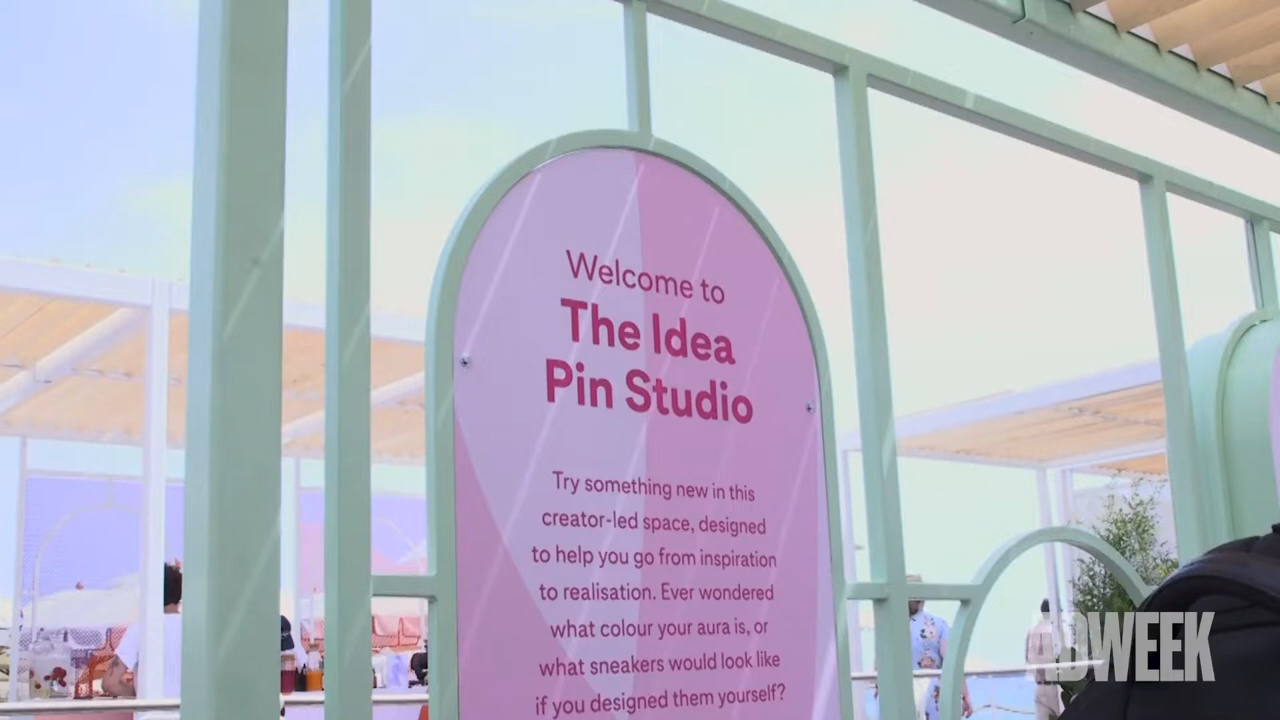 Welcome to
The Idea
Pin Studio
Try something new in this
creator-led space, designed
to help you go from inspiration
to realisation. Ever wondered
what colour your aura is, or
what sneakers would look like
if you designed them yourself?
ADWEEK